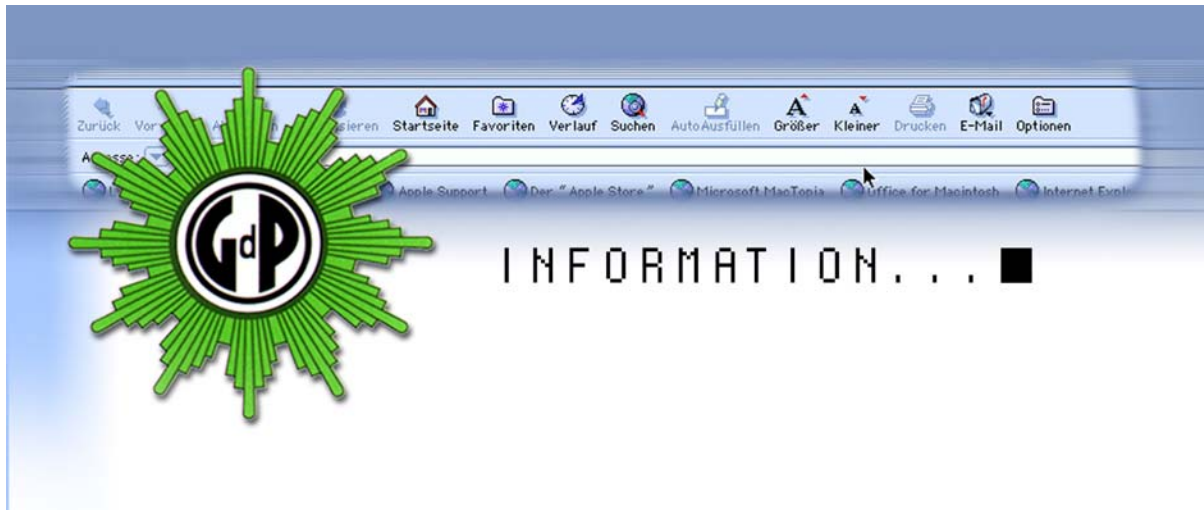 Zurück Startseite Favoriten Verlauf Suchen AutoAusfüllen Größer Kleiner Drucken E-Mail Optionen
Apple Support Der "Apple Store" Microsoft MacTopia Office for Macintosh Internet
GdP
INFORMATION...